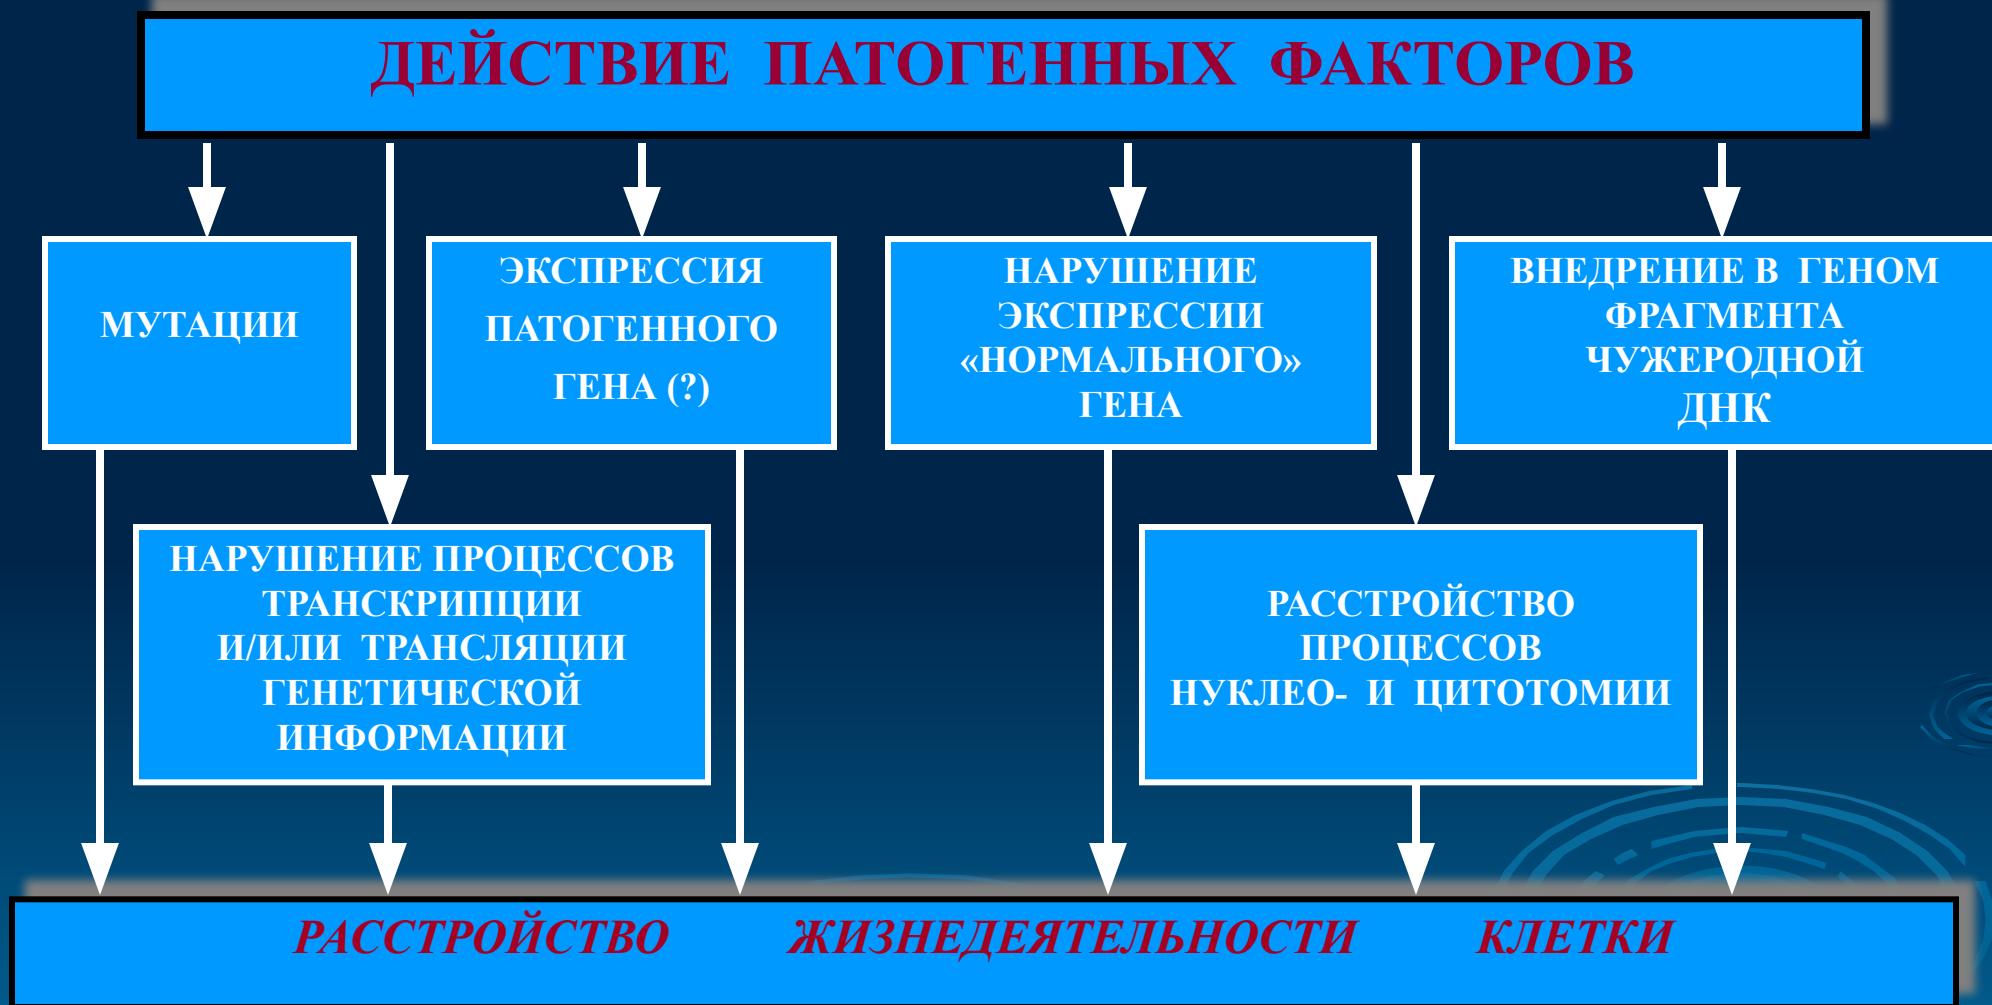 ДЕЙСТВИЕ ПАТОГЕННЫХ ФАКТОРОВ
МУТАЦИИ
ЭКСПРЕССИЯ
ПАТОГЕННОГО
ГЕНА (?)
НАРУШЕНИЕ
ЭКСПРЕССИИ
«НОРМАЛЬНОГО»
ГЕНА
ВНЕДРЕНИЕ В ГЕНОМ
ФРАГМЕНТА
ЧУЖЕРОДНОЙ
ДНК
НАРУШЕНИЕ ПРОЦЕССОВ
ТРАНСКРИПЦИИ
И/ИЛИ ТРАНСЛЯЦИИ
ГЕНЕТИЧЕСКОЙ
ИНФОРМАЦИИ
РАССТРОЙСТВО
ПРОЦЕССОВ
НУКЛЕО- И ЦИТОТОМИИ
РАССТРОЙСТВО ЖИЗНЕДЕЯТЕЛЬНОСТИ КЛЕТКИ